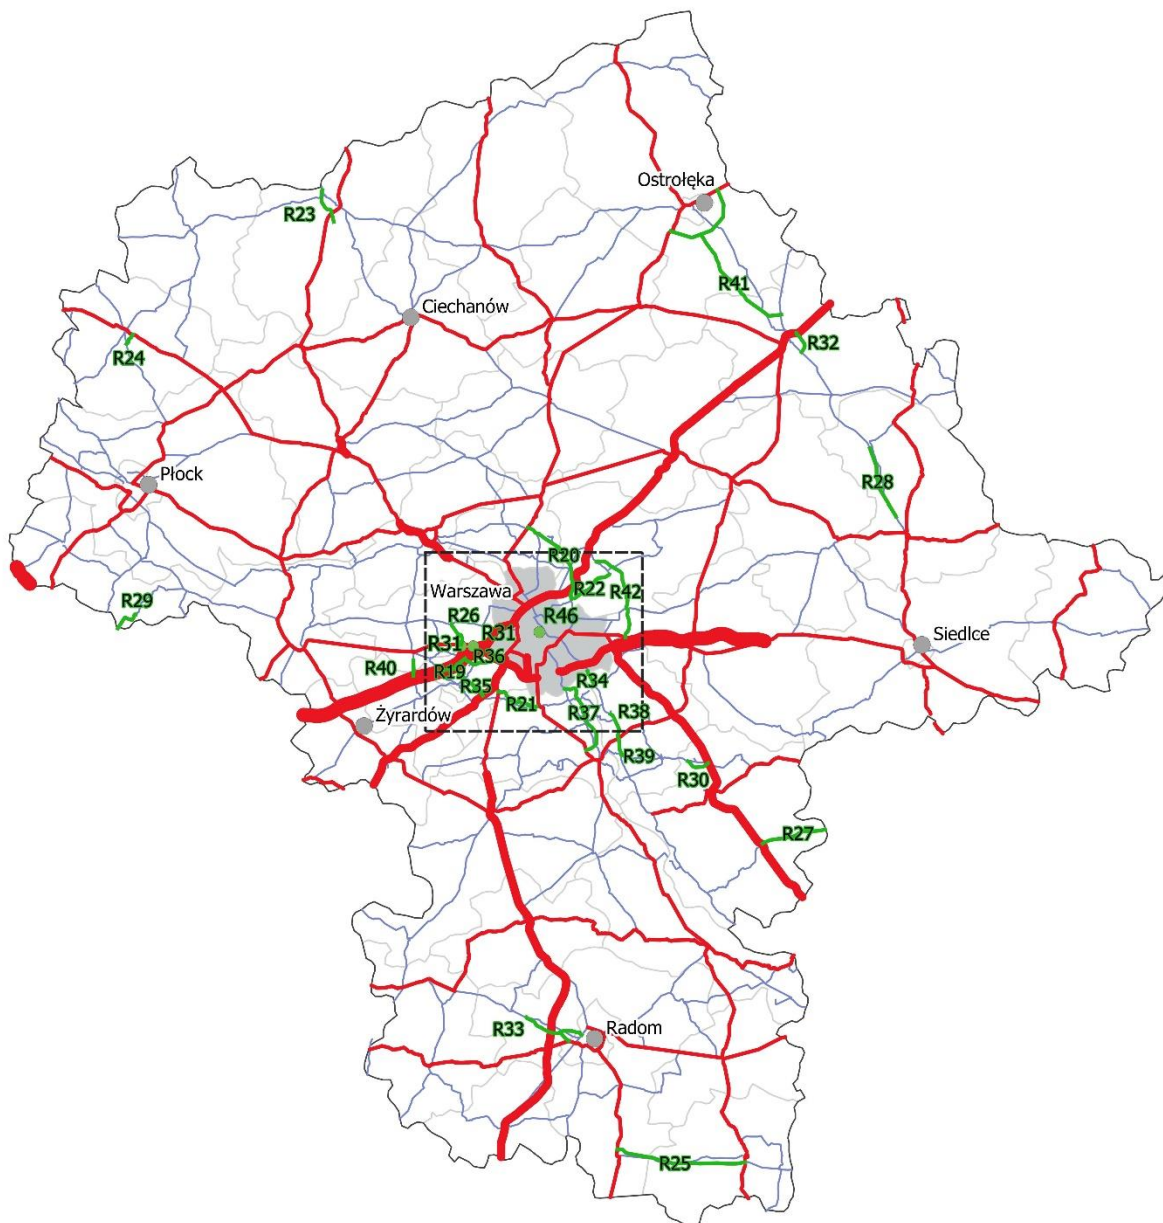 Ostrołęka
R23
R41
Ciechanów
R32
R24
Płock
R28
R20
Warszawa
R22
R42
R29
R26
R46
R31
R31
Siedlce
R36
R40
R19
R34
R35
R21
R37
R38
Żyrardów
R39
R30
R27
R33
Radom
R25